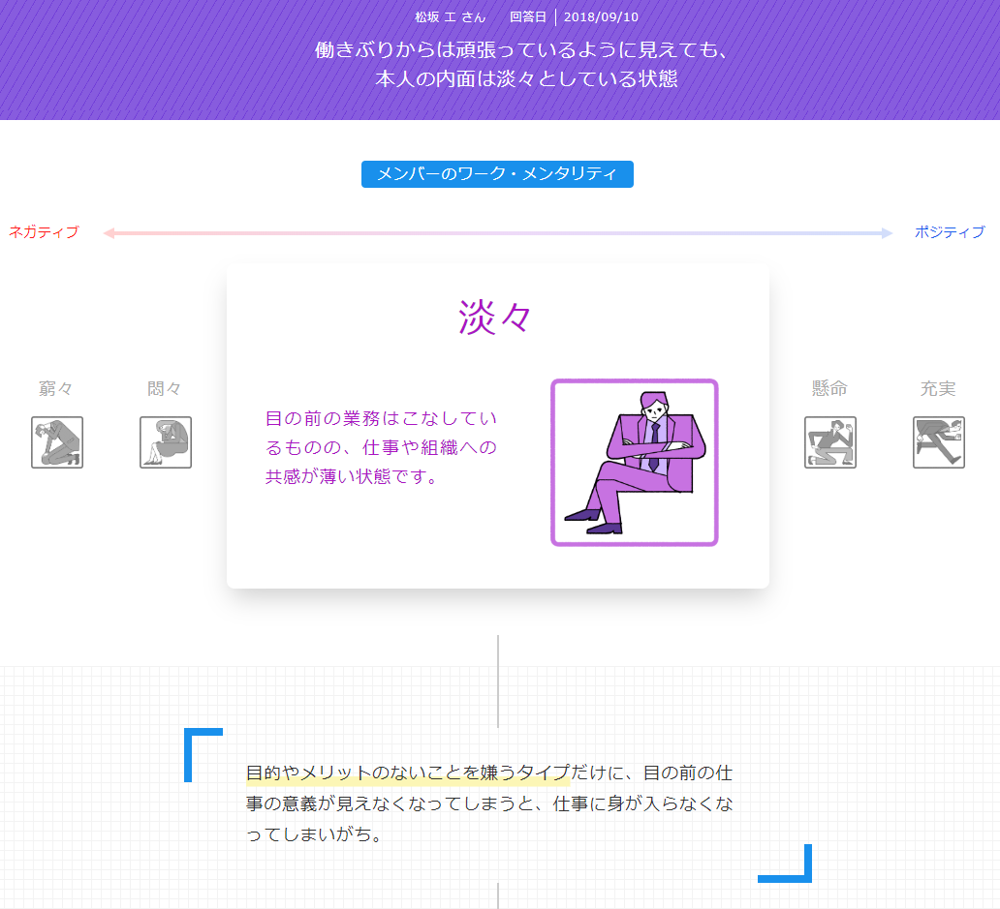 松坂 工 さん 回答日 2018/09/10
働きぶりからは頑張っているように見えても、
本人の内面は淡々としている状態
メンバーのワーク・メンタリティ
ネガティブ ポジティブ
窮々 悶々
淡々
目の前の業務はこなしてい
るものの、仕事や組織への
共感が薄い状態です。
懸命 充実
目的やメリットのないことを嫌うタイプだけに、目の前の仕
事の意義が見えなくなってしまうと、仕事に身が入らなくな
ってしまいがち。